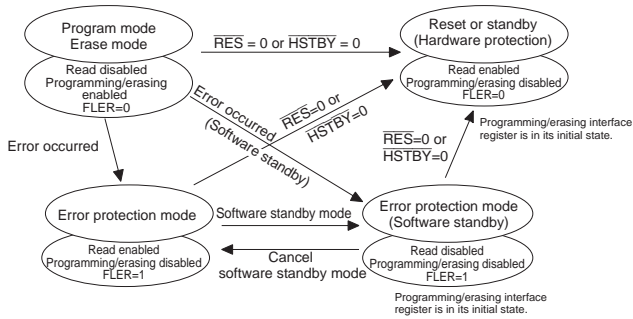 Program mode
Erase mode
RES = 0 or HSTBY = 0
Reset or standby
(Hardware protection)
Read disabled
Programming/erasing
enabled
FLER=0
Read enabled
Programming/erasing disabled
FLER=0
Error occurred
(Software standby)
RES=0 or
HSTBY=0
Programming/erasing interface
register is in its initial state.
Error occurred
RES=0 or
HSTBY=0
Error protection mode
Software standby mode
Error protection mode
(Software standby)
Read enabled
Programming/erasing disabled
FLER=1
Cancel
software standby mode
Read disabled
Programming/erasing disabled
FLER=1
Programming/erasing interface
register is in its initial state.